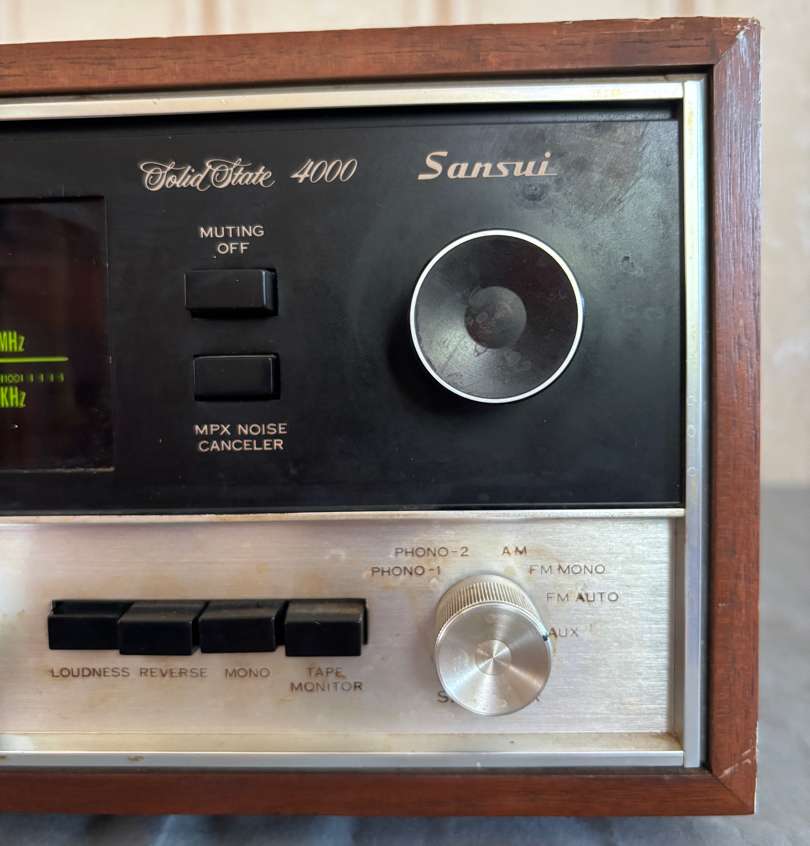 Solid State 4000 Sansui
MUTING
OFF
MHz
KHz
MPX NOISE
CANCELER
PHONO-2 AM
PHONO-1 FM MONO
FM AUTO
AUX
LOUDNESS REVERSE MONO TAPE
MONITOR